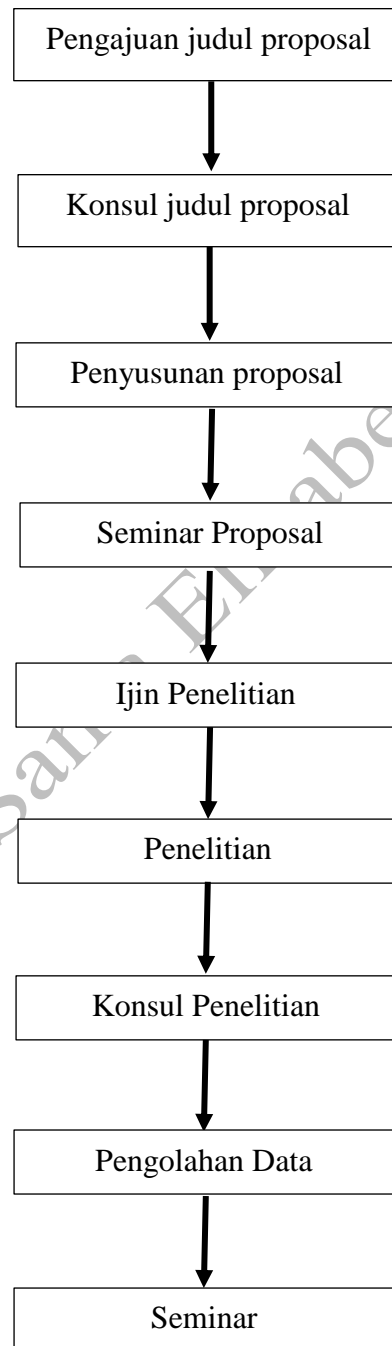 Pengajuan judul proposal
Konsul judul proposal
Penyusunan proposal
Seminar Proposal
Ijin Penelitian
Penelitian
Konsul Penelitian
Pengolahan Data
Seminar